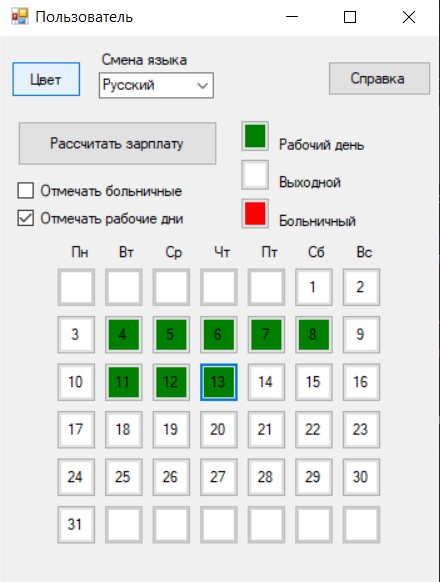 Пользователь
Смена языка
Цвет
Русский
Справка
Рассчитать зарплату
Рабочий день
Выходной
Больничный
Отмечать больничные
Отмечать рабочие дни
Пн Вт Ср Чт Пт Сб Вс
1 2
3 4 5 6 7 8 9
10 11 12 13 14 15 16
17 18 19 20 21 22 23
24 25 26 27 28 29 30
31